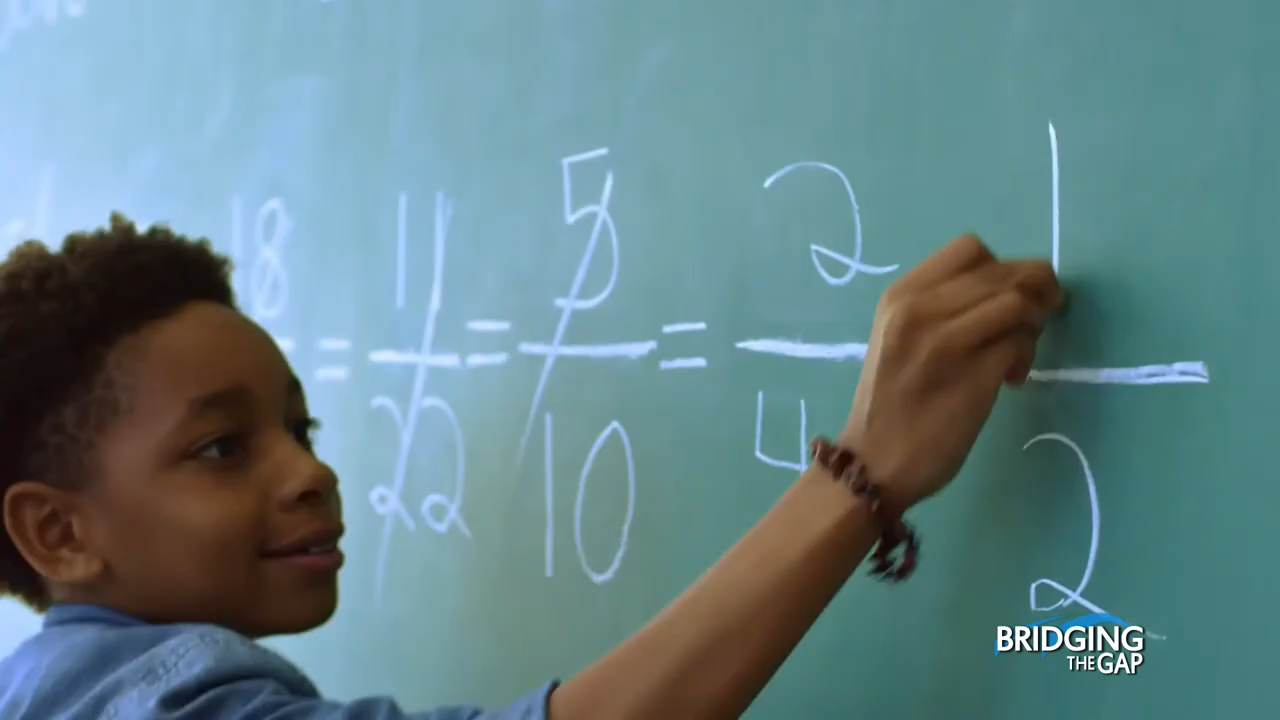 18 = 11/22 = 5/10 = 2/4 1/2
BRIDGING
THE GAP